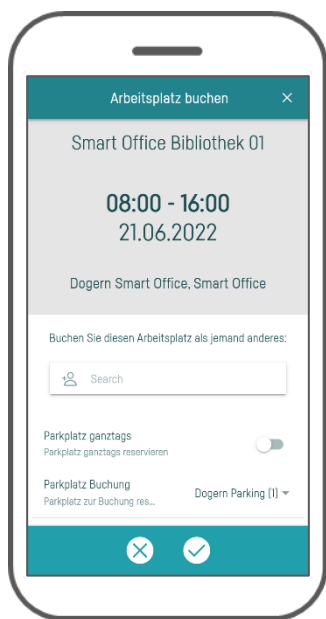 Arbeitsplatz buchen
Smart Office Bibliothek 01
08:00 - 16:00
21.06.2022
Dogern Smart Office, Smart Office
Buchen Sie diesen Arbeitsplatz als jemand anderes:
Search
Parkplatz ganztags
Parkplatz ganztags reservieren
Parkplatz Buchung
Parkplatz zur Buchung res...
Dogern Parking (1)